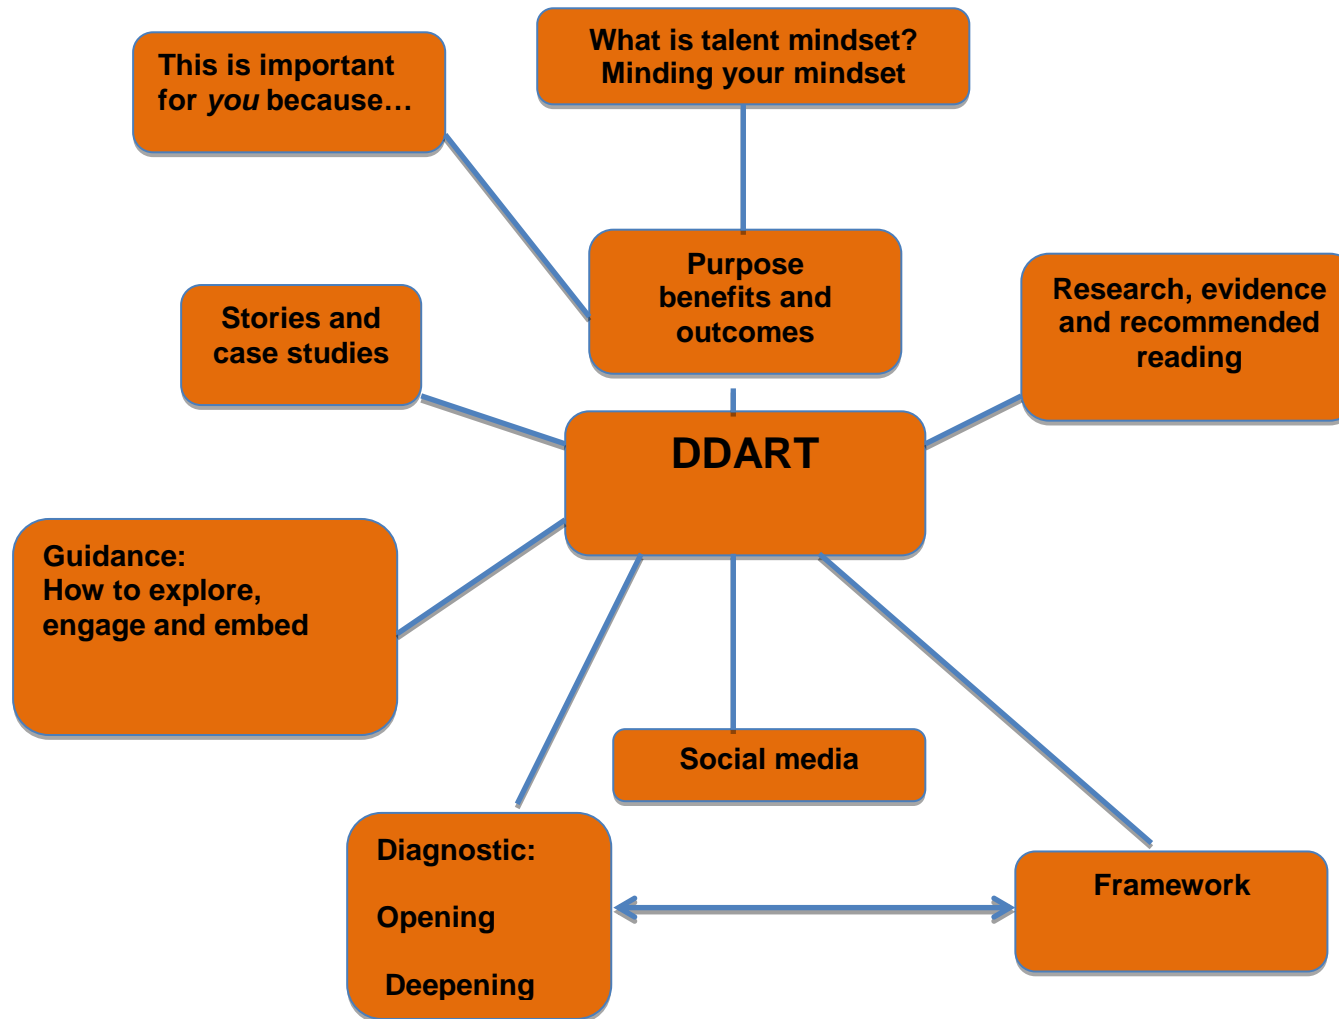 What is talent mindset?
Minding your mindset
This is important
for you because…
Purpose
benefits and
outcomes
Research, evidence
and recommended
reading
Stories and
case studies
DDART
Guidance:
How to explore,
engage and embed
Social media
Diagnostic:
Opening
Deepening
Framework